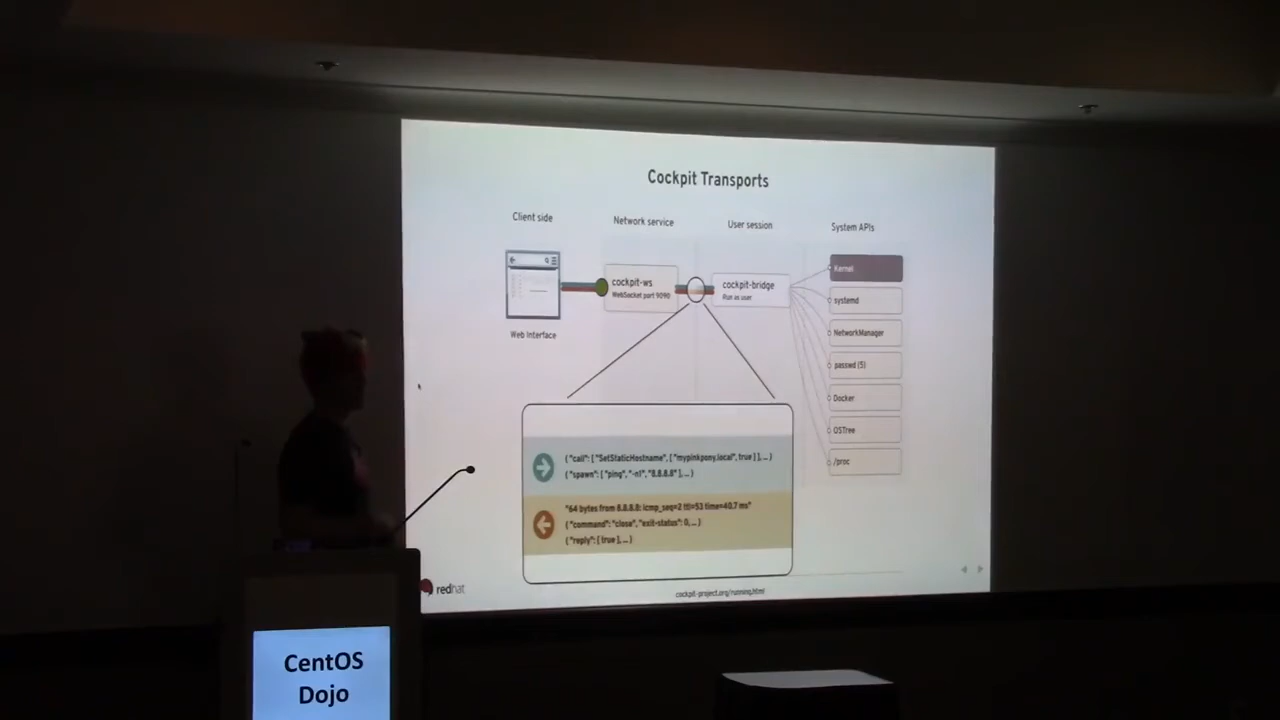 Cockpit Transports
Client side
Network service
User session
System APIs
cockpit-ws
WebSocket port 9090
cockpit-bridge
Run as user
Web Interface
Kernel
systemd
NetworkManager
passwd (5)
Docker
OSTree
/proc
{ "call": [ "SetStaticHostname", [ "mypinkpony.local", true ] ], ... }
{ "spawn": [ "ping", "-n1", "8.8.8.8" ], ... }
"64 bytes from 8.8.8.8: icmp_seq=2 ttl=53 time=40.7 ms"
{ "command": "close", "exit-status": 0, ... }
{ "reply": [ true ], ... }
redhat
cockpit-project.org/running.html
CentOS
Dojo